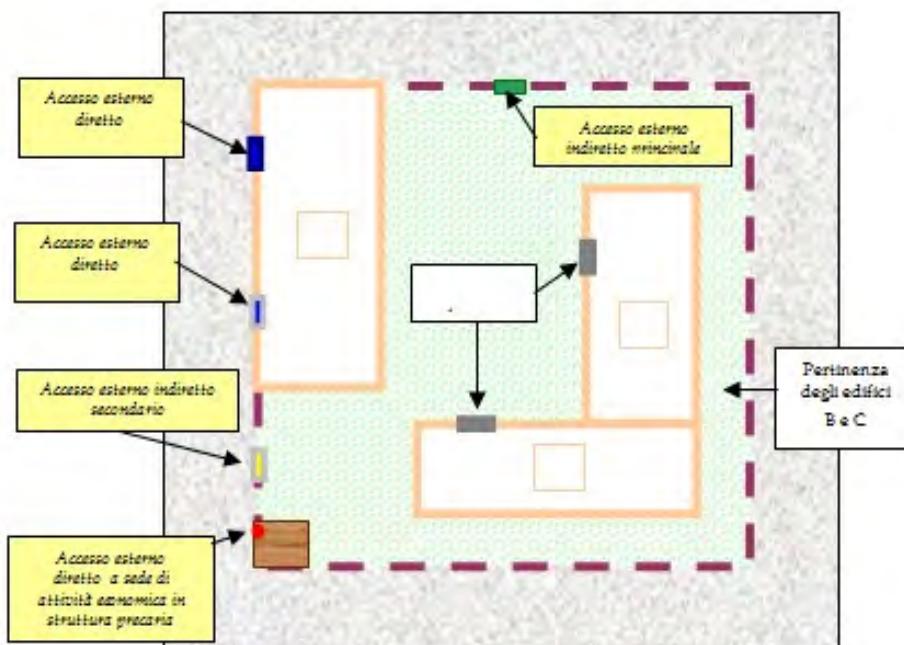 Accesso esterno
diretto
Accesso esterno
indiretto nrincinale
Accesso esterno
diretto
Accesso esterno indiretto
secondario
Pertinenza
degli edifici
B e C
Accesso esterno
diretto a sede di
attività economica in
struttura precaria